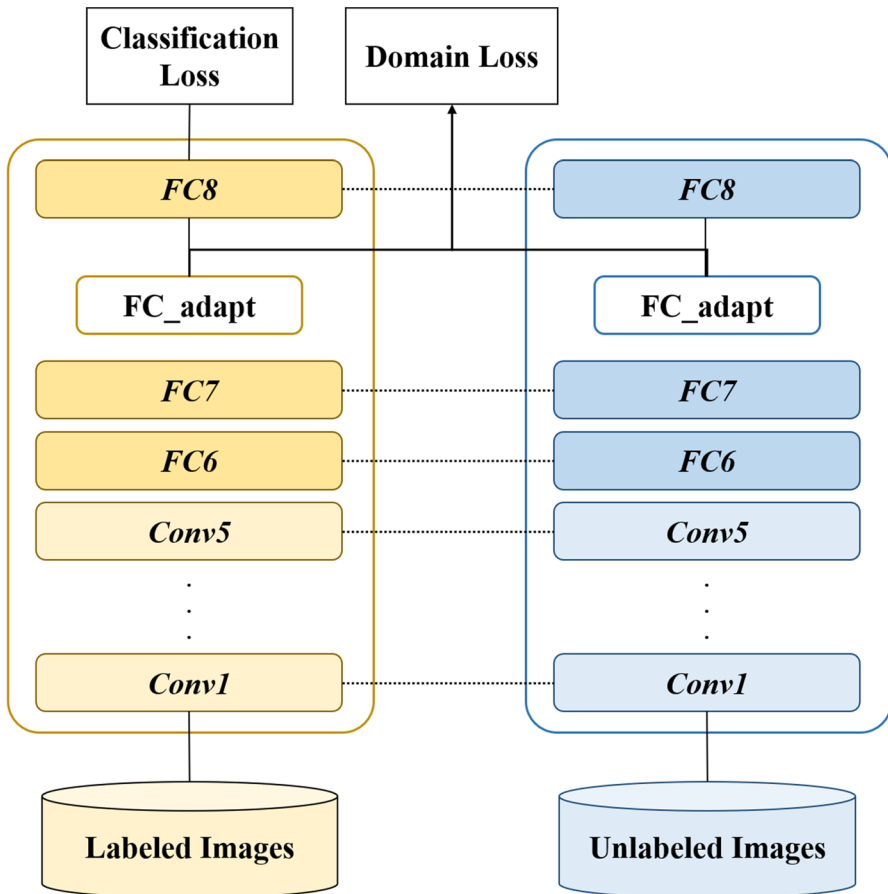 Classification
Loss
Domain Loss
FC8
FC8
FC_adapt
FC_adapt
FC7
FC7
FC6
FC6
Conv5
Conv5
Conv1
Conv1
Labeled Images
Unlabeled Images